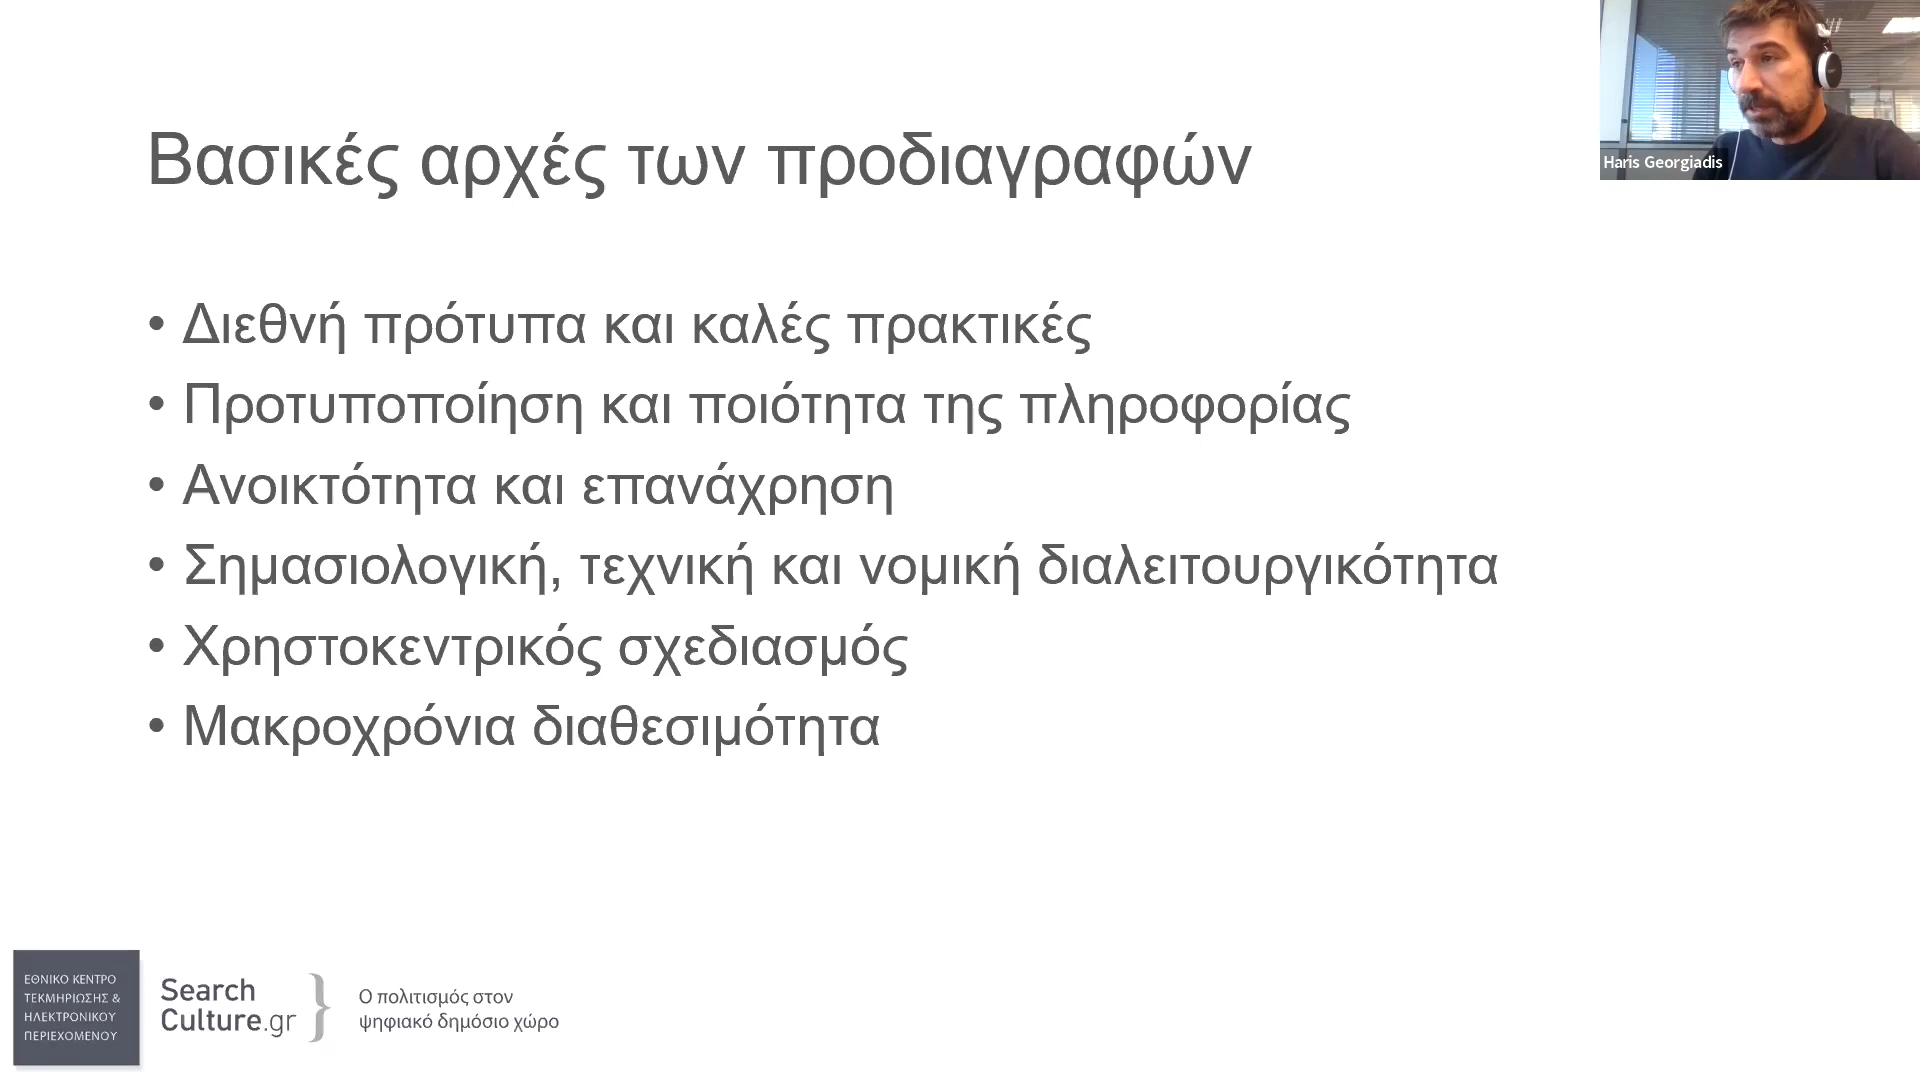 Βασικές αρχές των προδιαγραφών
Haris Georgiadis
• Διεθνή πρότυπα και καλές πρακτικές
• Προτυποποίηση και ποιότητα της πληροφορίας
• Ανοικτότητα και επανάχρηση
• Σημασιολογική, τεχνική και νομική διαλειτουργικότητα
• Χρηστοκεντρικός σχεδιασμός
• Μακροχρόνια διαθεσιμότητα
ΕΘΝΙΚΟ ΚΕΝΤΡΟ
ΤΕΚΜΗΡΙΩΣΗΣ &
ΗΛΕΚΤΡΟΝΙΚΟΥ
ΠΕΡΙΕΧΟΜΕΝΟΥ
Search
Culture.gr
Ο πολιτισμός στον
ψηφιακό δημόσιο χώρο